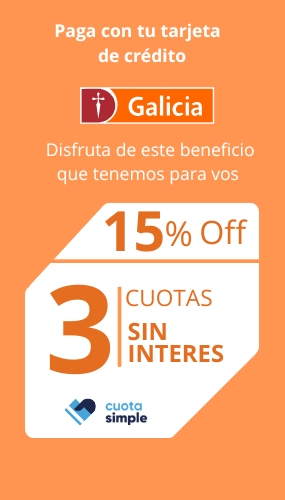 Paga con tu tarjeta
de crédito
Galicia
Disfruta de este beneficio
que tenemos para vos
15% Off
3 CUOTAS
SIN
INTERES
cuota
simple